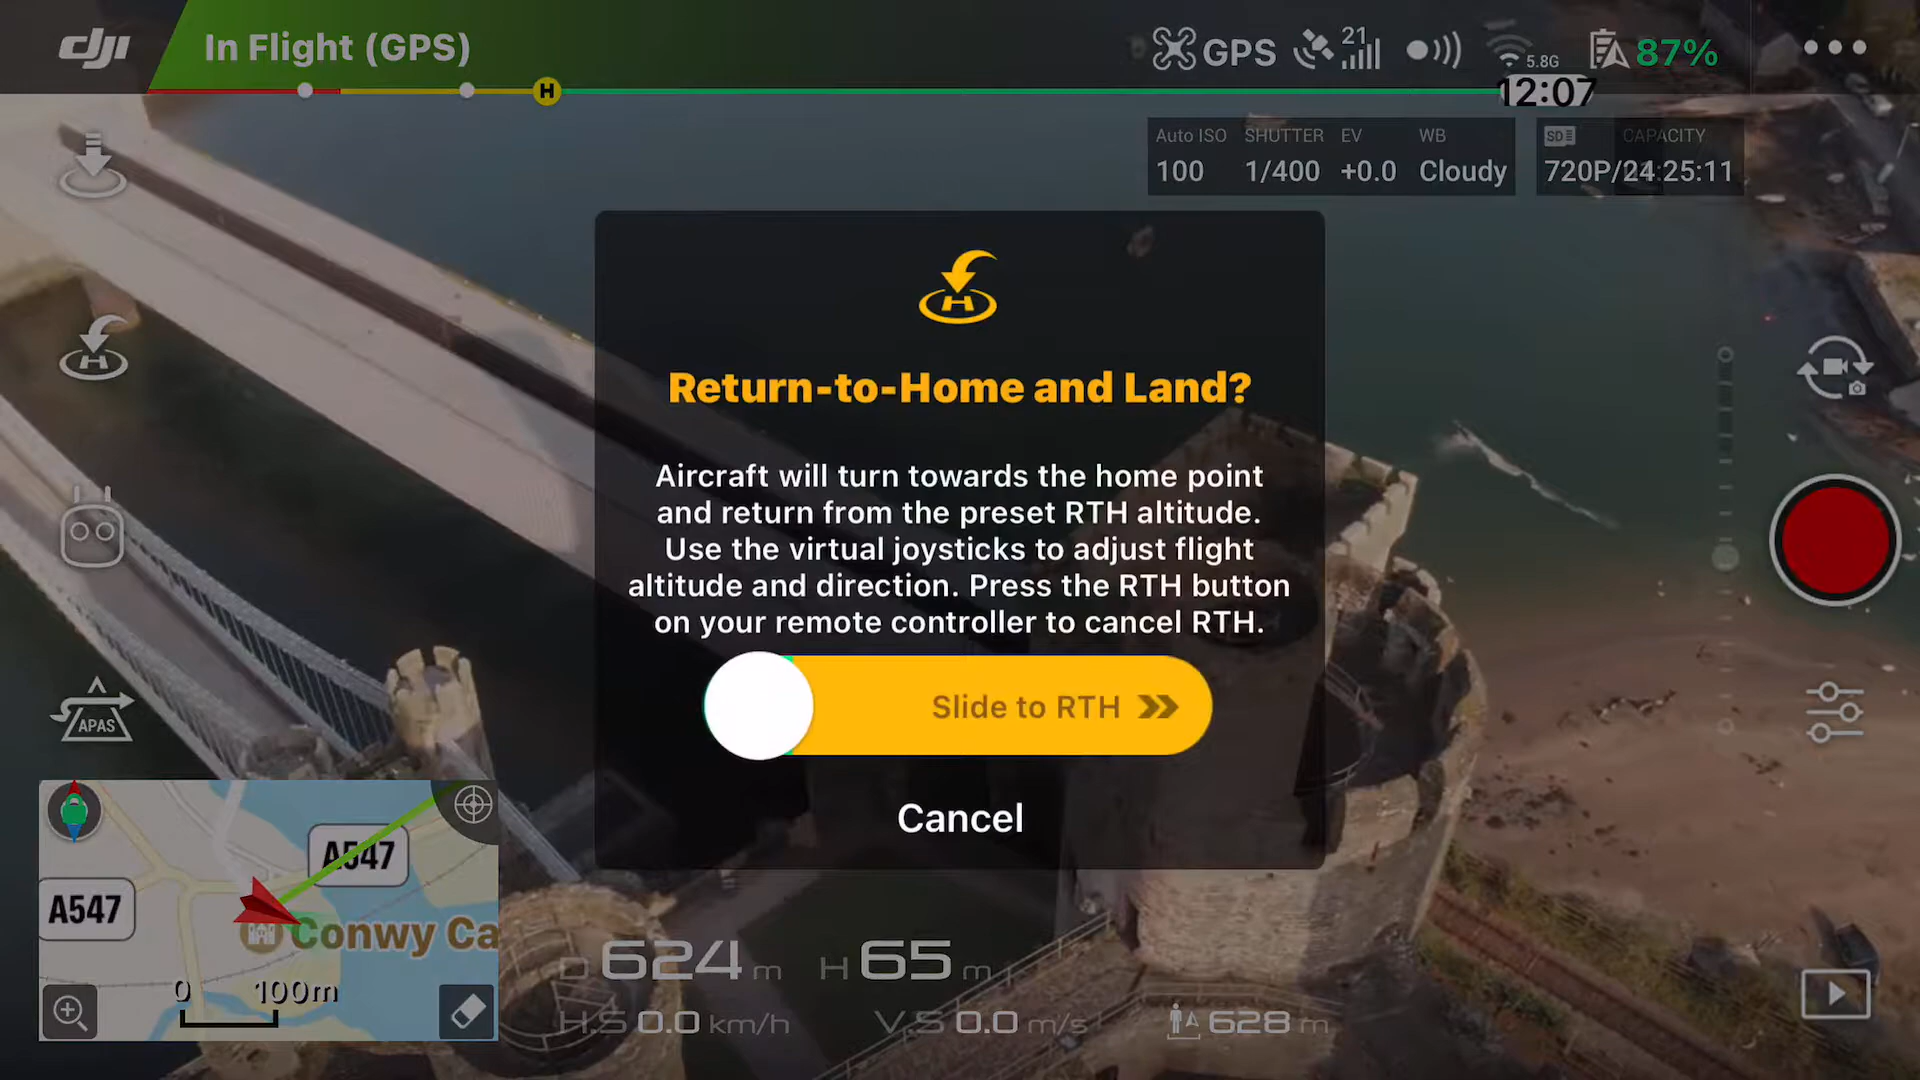 dji In Flight (GPS) GPS 21 5.8G 87%
H 12:07
Auto ISO SHUTTER EV WB SD CAPACITY
100 1/400 +0.0 Cloudy 720P/24:25:11
H
H
Return-to-Home and Land?
Aircraft will turn towards the home point
and return from the preset RTH altitude.
Use the virtual joysticks to adjust flight
altitude and direction. Press the RTH button
on your remote controller to cancel RTH.
Slide to RTH
APAS
Cancel
A547
A547
Conwy Ca
0 100m
D 624 m H 65 m
H.S 0.0 km/h V.S 0.0 m/s 628 m